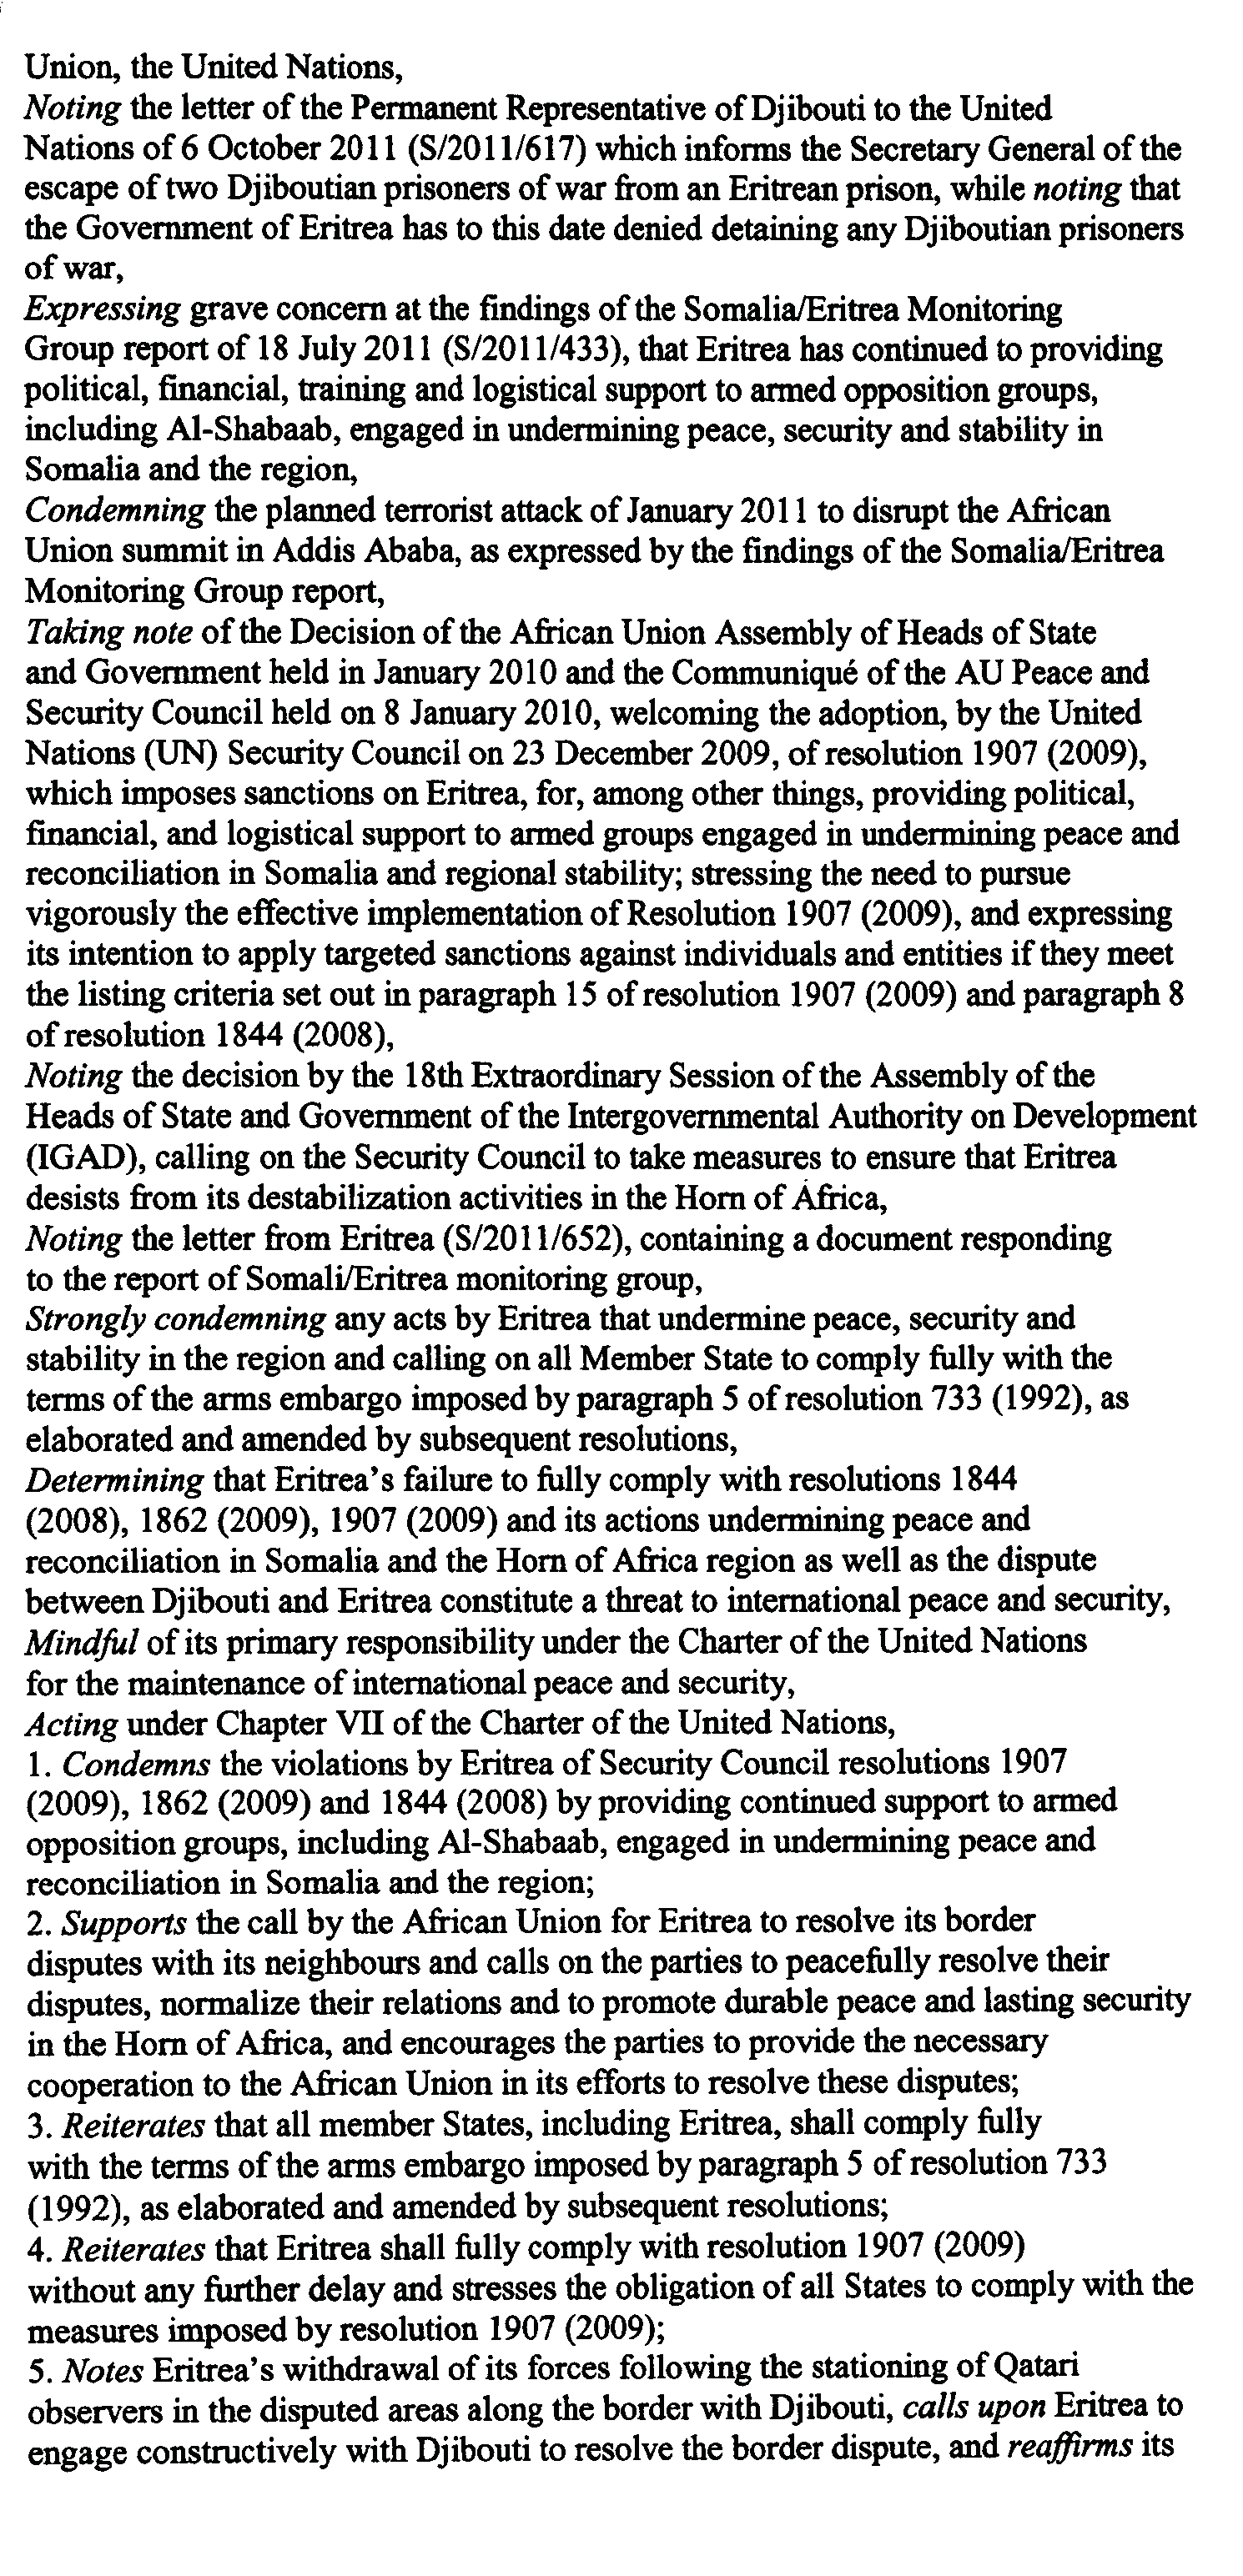 Union, the United Nations,
Noting the letter of the Permanent Representative of Djibouti to the United
Nations of 6 October 2011 (S/2011/617) which informs the Secretary General of the
escape of two Djiboutian prisoners of war from an Eritrean prison, while noting that
the Government of Eritrea has to this date denied detaining any Djiboutian prisoners
of war,
Expressing grave concern at the findings of the Somalia/Eritrea Monitoring
Group report of 18 July 2011 (S/2011/433), that Eritrea has continued to providing
political, financial, training and logistical support to armed opposition groups,
including Al-Shabaab, engaged in undermining peace, security and stability in
Somalia and the region,
Condemning the planned terrorist attack of January 2011 to disrupt the African
Union summit in Addis Ababa, as expressed by the findings of the Somalia/Eritrea
Monitoring Group report,
Taking note of the Decision of the African Union Assembly of Heads of State
and Government held in January 2010 and the Communiqué of the AU Peace and
Security Council held on 8 January 2010, welcoming the adoption, by the United
Nations (UN) Security Council on 23 December 2009, of resolution 1907 (2009),
which imposes sanctions on Eritrea, for, among other things, providing political,
financial, and logistical support to armed groups engaged in undermining peace and
reconciliation in Somalia and regional stability; stressing the need to pursue
vigorously the effective implementation of Resolution 1907 (2009), and expressing
its intention to apply targeted sanctions against individuals and entities if they meet
the listing criteria set out in paragraph 15 of resolution 1907 (2009) and paragraph 8
of resolution 1844 (2008),
Noting the decision by the 18th Extraordinary Session of the Assembly of the
Heads of State and Government of the Intergovernmental Authority on Development
(IGAD), calling on the Security Council to take measures to ensure that Eritrea
desists from its destabilization activities in the Horn of Africa,
Noting the letter from Eritrea (S/2011/652), containing a document responding
to the report of Somali/Eritrea monitoring group,
Strongly condemning any acts by Eritrea that undermine peace, security and
stability in the region and calling on all Member State to comply fully with the
terms of the arms embargo imposed by paragraph 5 of resolution 733 (1992), as
elaborated and amended by subsequent resolutions,
Determining that Eritrea's failure to fully comply with resolutions 1844
(2008), 1862 (2009), 1907 (2009) and its actions undermining peace and
reconciliation in Somalia and the Horn of Africa region as well as the dispute
between Djibouti and Eritrea constitute a threat to international peace and security,
Mindful of its primary responsibility under the Charter of the United Nations
for the maintenance of international peace and security,
Acting under Chapter VII of the Charter of the United Nations,
1. Condemns the violations by Eritrea of Security Council resolutions 1907
(2009), 1862 (2009) and 1844 (2008) by providing continued support to armed
opposition groups, including Al-Shabaab, engaged in undermining peace and
reconciliation in Somalia and the region;
2. Supports the call by the African Union for Eritrea to resolve its border
disputes with its neighbours and calls on the parties to peacefully resolve their
disputes, normalize their relations and to promote durable peace and lasting security
in the Horn of Africa, and encourages the parties to provide the necessary
cooperation to the African Union in its efforts to resolve these disputes;
3. Reiterates that all member States, including Eritrea, shall comply fully
with the terms of the arms embargo imposed by paragraph 5 of resolution 733
(1992), as elaborated and amended by subsequent resolutions;
4. Reiterates that Eritrea shall fully comply with resolution 1907 (2009)
without any further delay and stresses the obligation of all States to comply with the
measures imposed by resolution 1907 (2009);
5. Notes Eritrea's withdrawal of its forces following the stationing of Qatari
observers in the disputed areas along the border with Djibouti, calls upon Eritrea to
engage constructively with Djibouti to resolve the border dispute, and reaffirms its